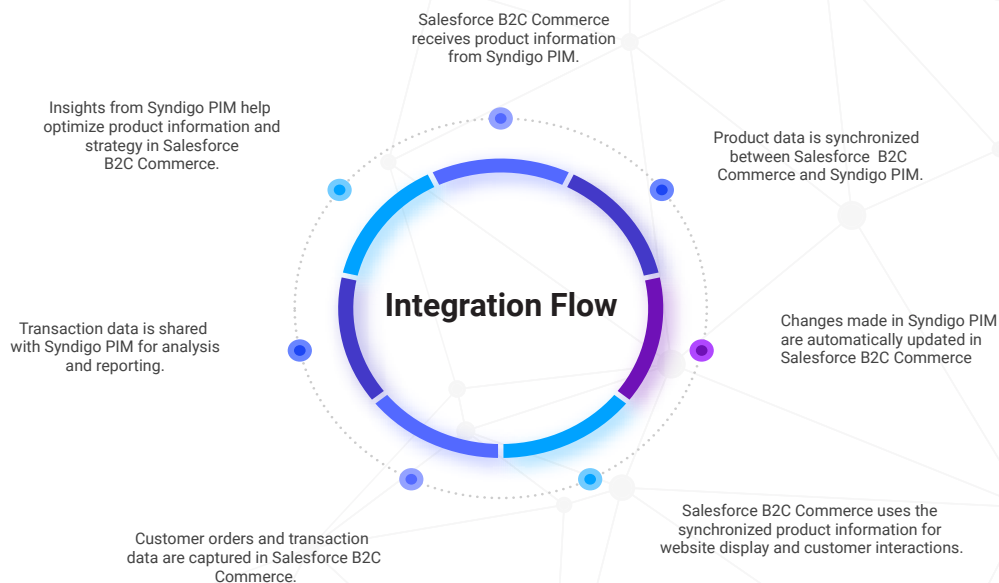 Salesforce B2C Commerce
receives product information
from Syndigo PIM.
Product data is synchronized
between Salesforce B2C
Commerce and Syndigo PIM.
Changes made in Syndigo PIM
are automatically updated in
Salesforce B2C Commerce
Salesforce B2C Commerce uses the
synchronized product information for
website display and customer interactions.
Customer orders and transaction
data are captured in Salesforce B2C
Commerce.
Transaction data is shared
with Syndigo PIM for analysis
and reporting.
Insights from Syndigo PIM help
optimize product information and
strategy in Salesforce
B2C Commerce.
Integration Flow